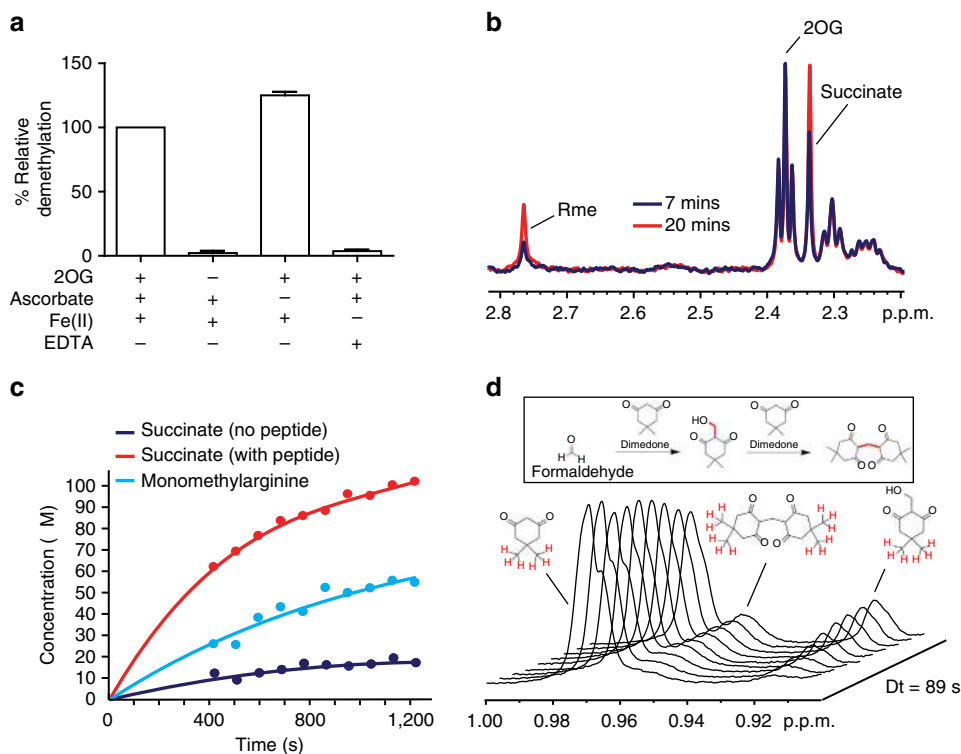 a
150
100
50
0
% Relative
demethylation
2OG + − + +
Ascorbate + + − +
Fe(II) + + + −
EDTA − − − +
b
2OG
Succinate
Rme
7 mins
20 mins
2.8 2.7 2.6 2.5 2.4 2.3 p.p.m.
c
Succinate (no peptide)
Succinate (with peptide)
Monomethylarginine
100
90
80
70
60
50
40
30
20
10
0
Concentration ( M)
0 400 800 1,200
Time (s)
d
O O O O
HO
O O
O O
O O
O
H H
Dimedone
Dimedone
Formaldehyde
HO
O O
O O
O O
O O
H H H H H H
H H H H H H H H H H H H
H H H H H H
Dt = 89 s
1.00 0.98 0.96 0.94 0.92 p.p.m.